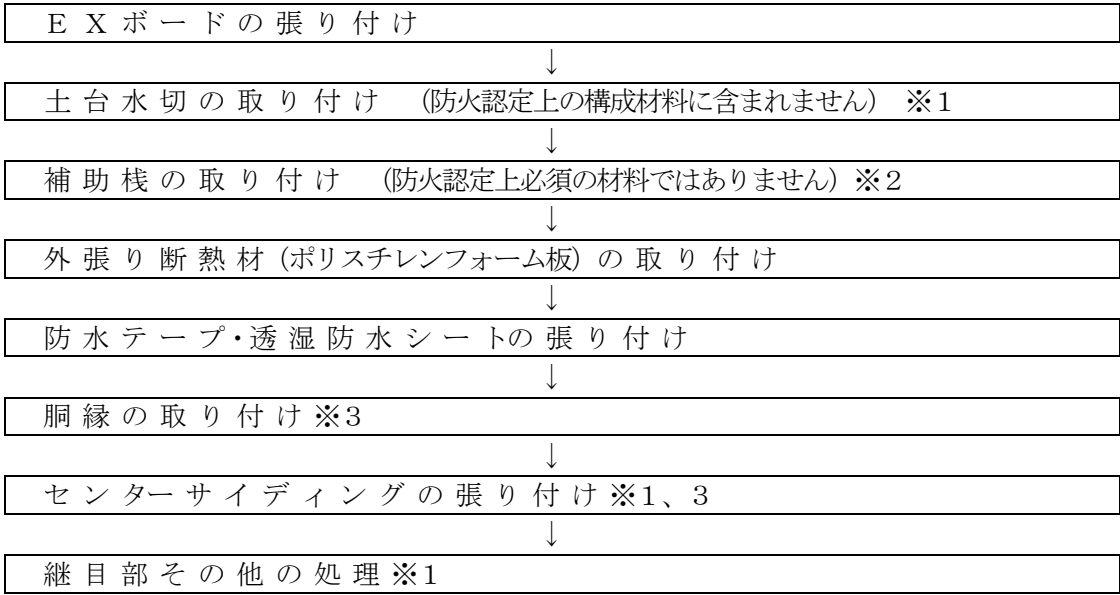 EXボードの張り付け
↓
土台水切の取り付け (防火認定上の構成材料に含まれません) ※1
↓
補助桟の取り付け (防火認定上必須の材料ではありません)※2
↓
外張り断熱材(ポリスチレンフォーム板)の取り付け
↓
防水テープ・透湿防水シートの張り付け
↓
胴縁の取り付け※3
↓
センターサイディングの張り付け※1、3
↓
継目部その他の処理※1